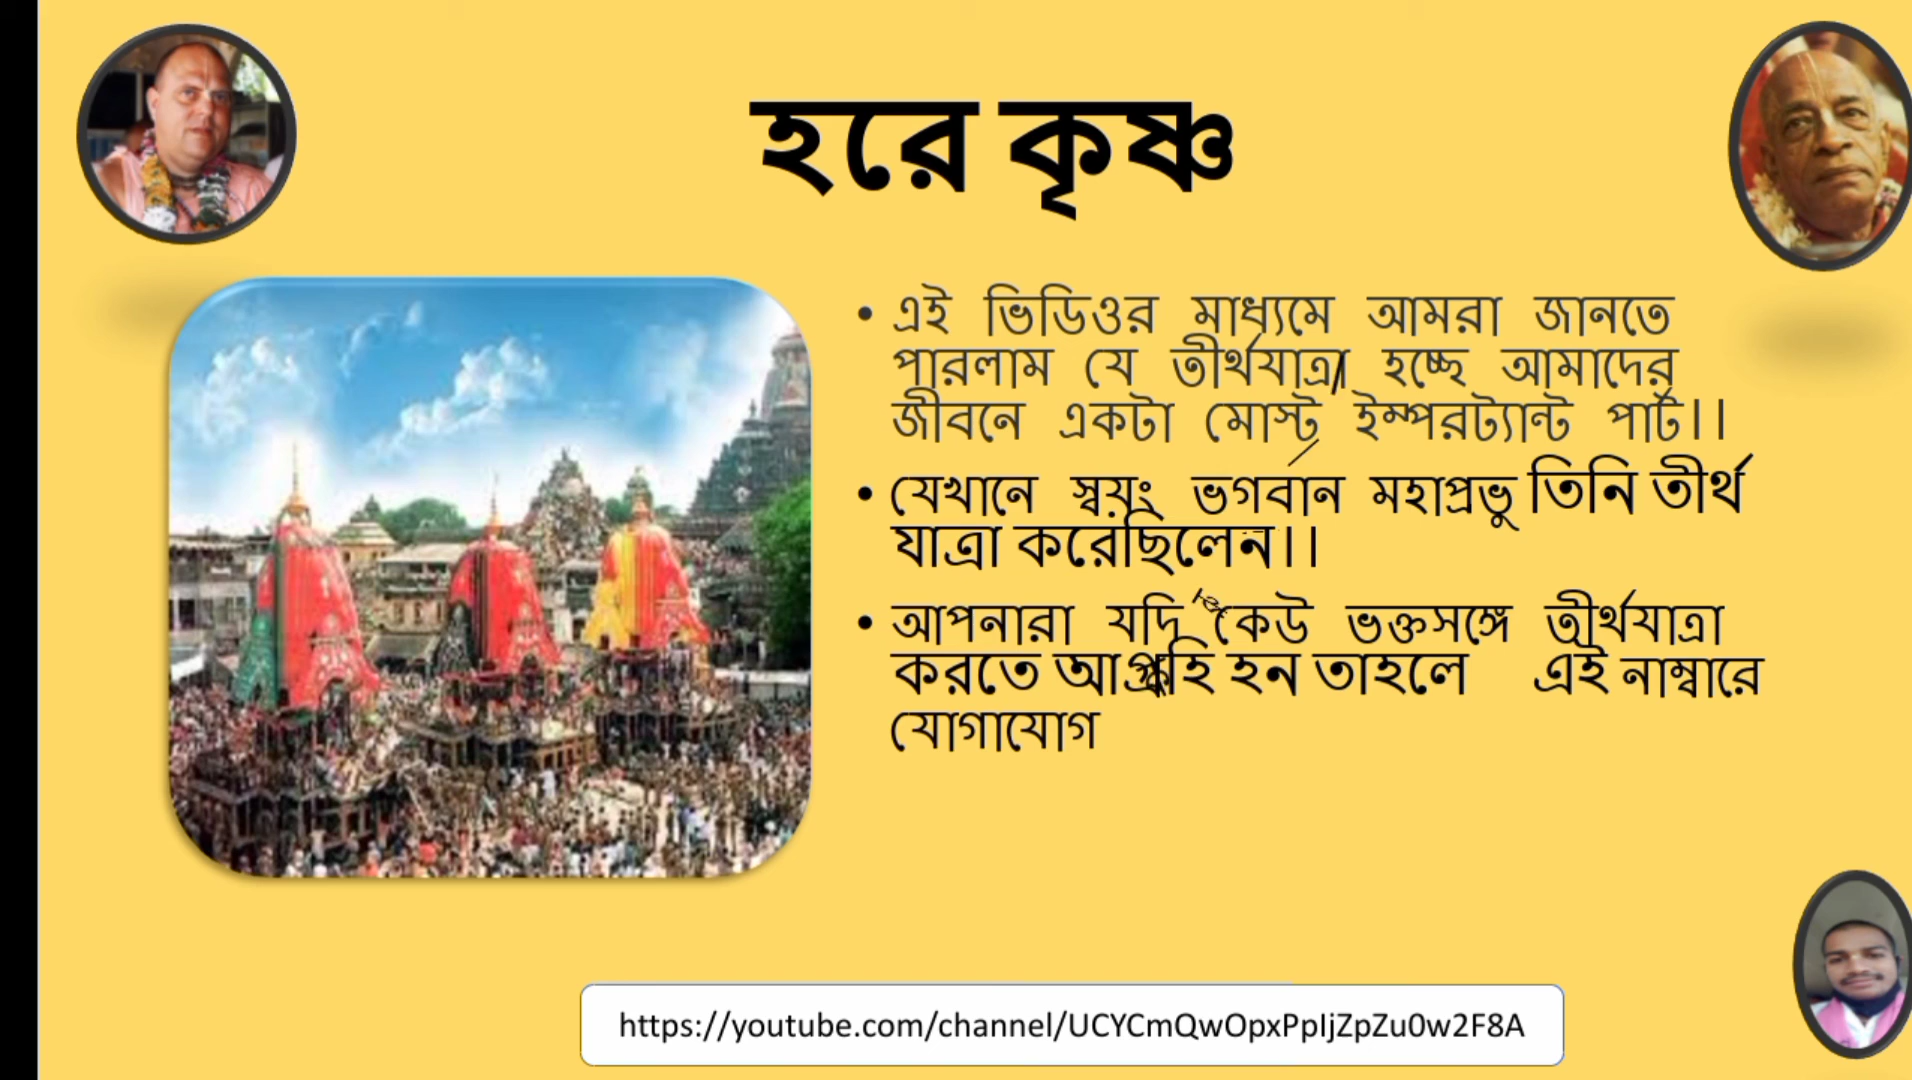 হরে কৃষ্ণ
• এই ভিডিওর মাধ্যমে আমরা জানতে
পারলাম যে তীর্থযাত্রা হচ্ছে আমাদের
জীবনে একটা মোস্ট ইম্পরট্যান্ট পার্ট।।
• যেখানে স্বয়ং ভগবান মহাপ্রভু তিনি তীর্থ
যাত্রা করেছিলেন।।
• আপনারা যদি কেউ ভক্তসঙ্গে তীর্থযাত্রা
করতে আগ্রহি হন তাহলে এই নাম্বারে
যোগাযোগ
https://youtube.com/channel/UCYCmQwOpxPpIjZpZu0w2F8A